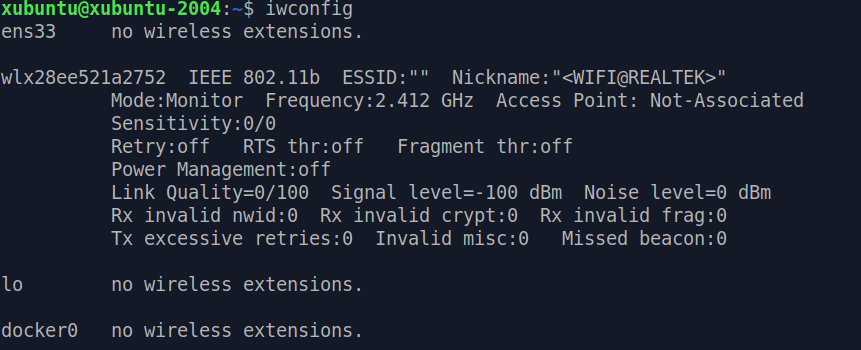 xubuntu@xubuntu-2004:~$ iwconfig
ens33     no wireless extensions.
wlx28ee521a2752  IEEE 802.11b  ESSID:""  Nickname:"<WIFI@REALTEK>"
          Mode:Monitor  Frequency:2.412 GHz  Access Point: Not-Associated
          Sensitivity:0/0
          Retry:off   RTS thr:off   Fragment thr:off
          Power Management:off
          Link Quality=0/100  Signal level=-100 dBm  Noise level=0 dBm
          Rx invalid nwid:0  Rx invalid crypt:0  Rx invalid frag:0
          Tx excessive retries:0  Invalid misc:0   Missed beacon:0
lo        no wireless extensions.
docker0   no wireless extensions.